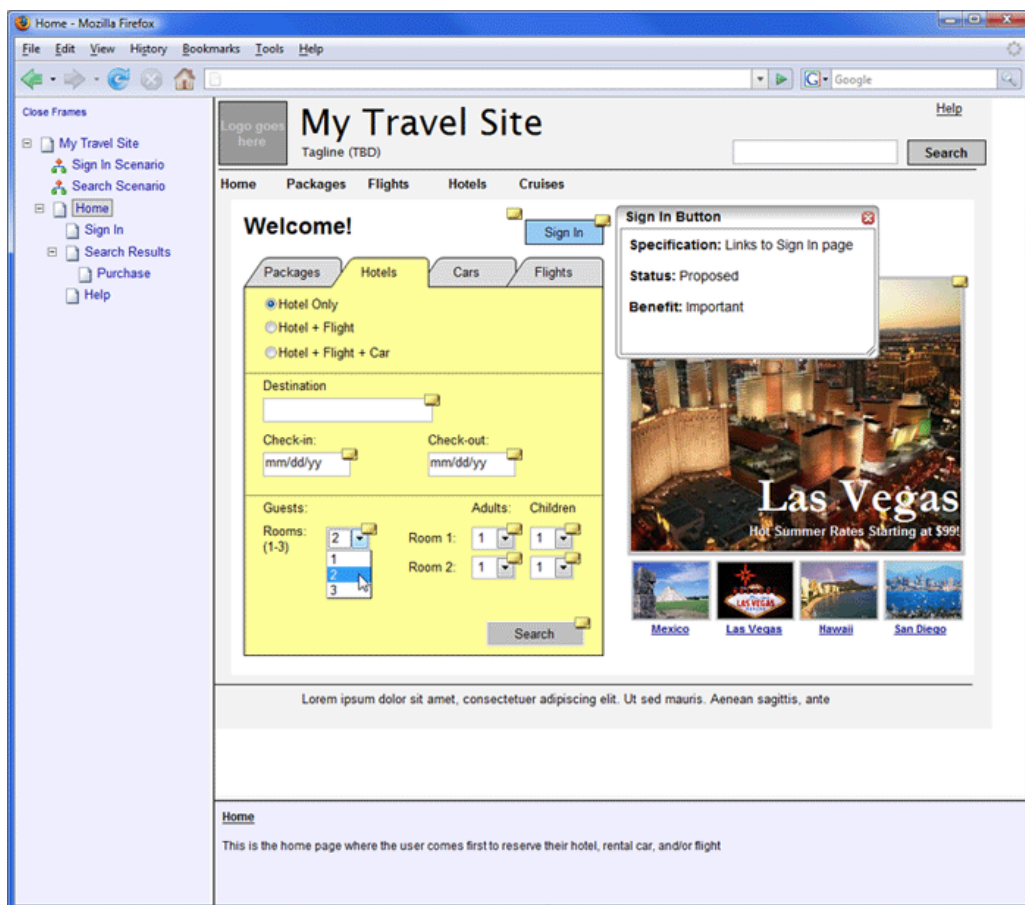 Home - Mozilla Firefox
File Edit View History Bookmarks Tools Help
G Google
Close Frames
My Travel Site
Sign In Scenario
Search Scenario
Home
Sign In
Search Results
Purchase
Help
Logo goes here
My Travel Site
Tagline (TBD)
Help
Search
Home Packages Flights Hotels Cruises
Welcome!
Sign In
Packages Hotels Cars Flights
Hotel Only
Hotel + Flight
Hotel + Flight + Car
Destination
Check-in: Check-out:
mm/dd/yy mm/dd/yy
Guests: Adults: Children
Rooms: 2 Room 1: 1 1
(1-3)
1
2 Room 2: 1 1
3
Search
Sign In Button
Specification: Links to Sign In page
Status: Proposed
Benefit: Important
Las Vegas
Hot Summer Rates Starting at $99!
LAS VEGAS
Mexico Las Vegas Hawaii San Diego
Lorem ipsum dolor sit amet, consectetuer adipiscing elit. Ut sed mauris. Aenean sagittis, ante
Home
This is the home page where the user comes first to reserve their hotel, rental car, and/or flight